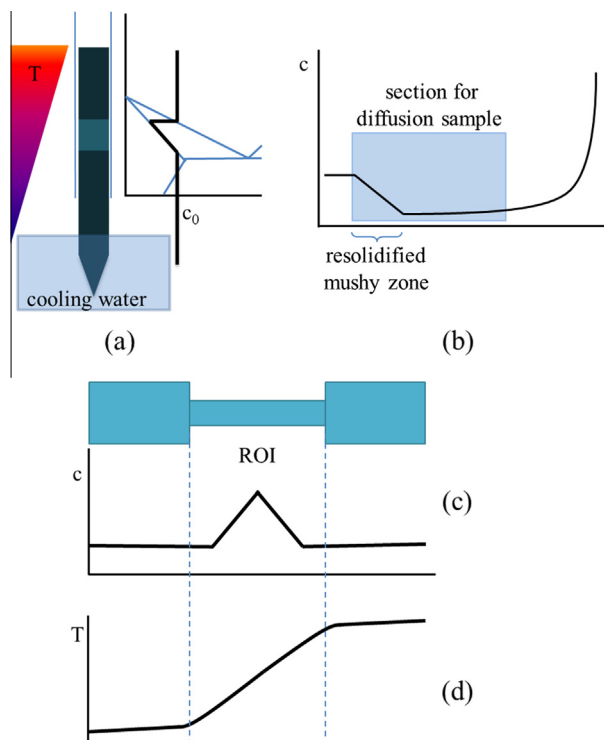 T
c₀
cooling water
(a)
c
section for
diffusion sample
resolidified
mushy zone
(b)
ROI
c
(c)
T
(d)